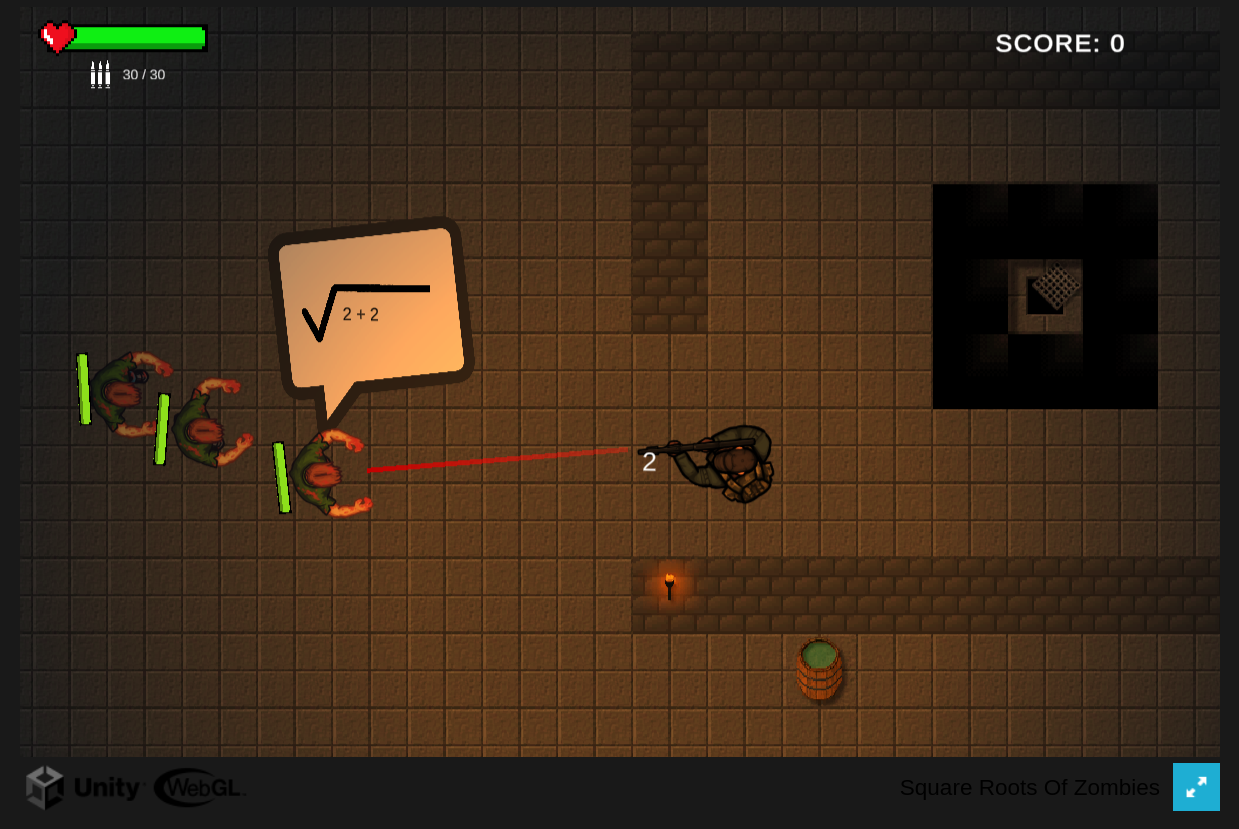 SCORE: 0
30 / 30
√2 + 2
2
Unity WebGL.
Square Roots Of Zombies